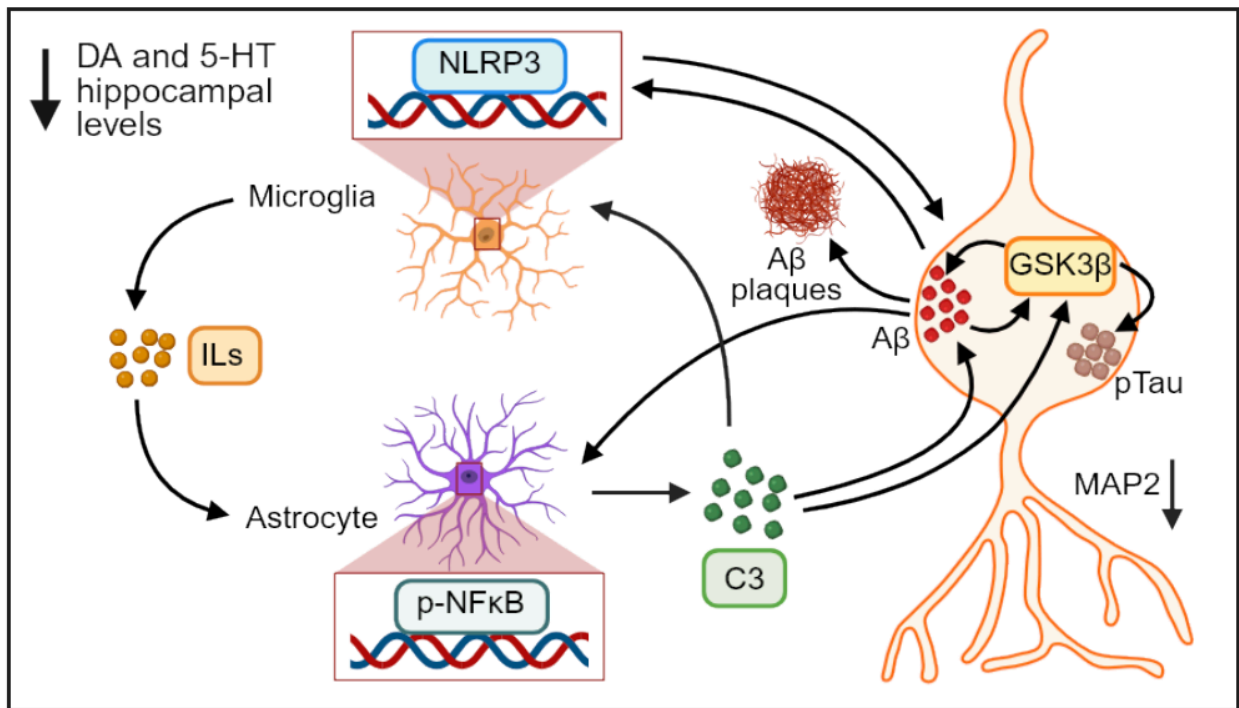 DA and 5-HT
hippocampal
levels
NLRP3
Microglia
Aβ
plaques
GSK3β
Aβ
ILs
pTau
MAP2
Astrocyte
C3
p-NFκB